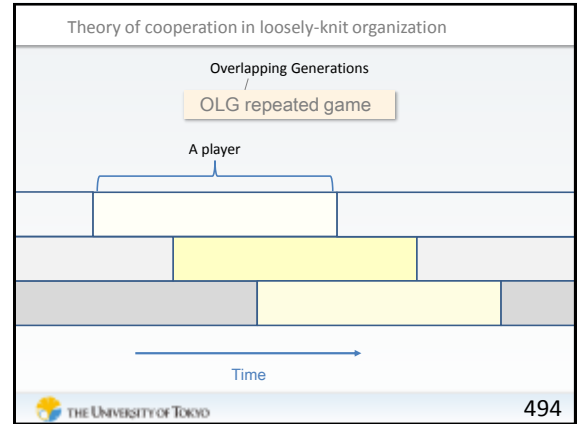 Theory of cooperation in loosely-knit organization
Overlapping Generations
OLG repeated game
A player
Time
THE UNIVERSITY OF TOKYO
494